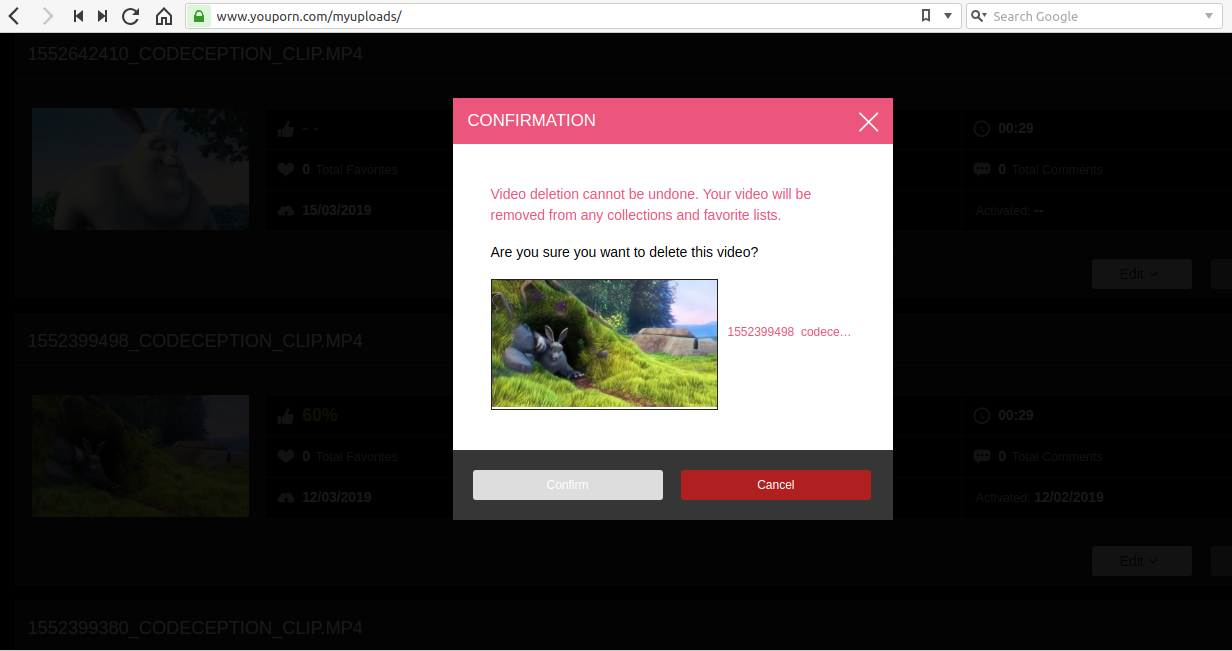 www.youporn.com/myuploads/
Search Google
1552642410_CODECEPTION_CLIP.MP4
CONFIRMATION
- -
00:29
0 Total Favorites
0 Total Comments
15/03/2019
Activated: --
Video deletion cannot be undone. Your video will be
removed from any collections and favorite lists.
Are you sure you want to delete this video?
Edit
1552399498 codece...
1552399498_CODECEPTION_CLIP.MP4
60%
00:29
0 Total Favorites
0 Total Comments
Confirm
Cancel
12/03/2019
Activated: 12/02/2019
Edit
1552399380_CODECEPTION_CLIP.MP4